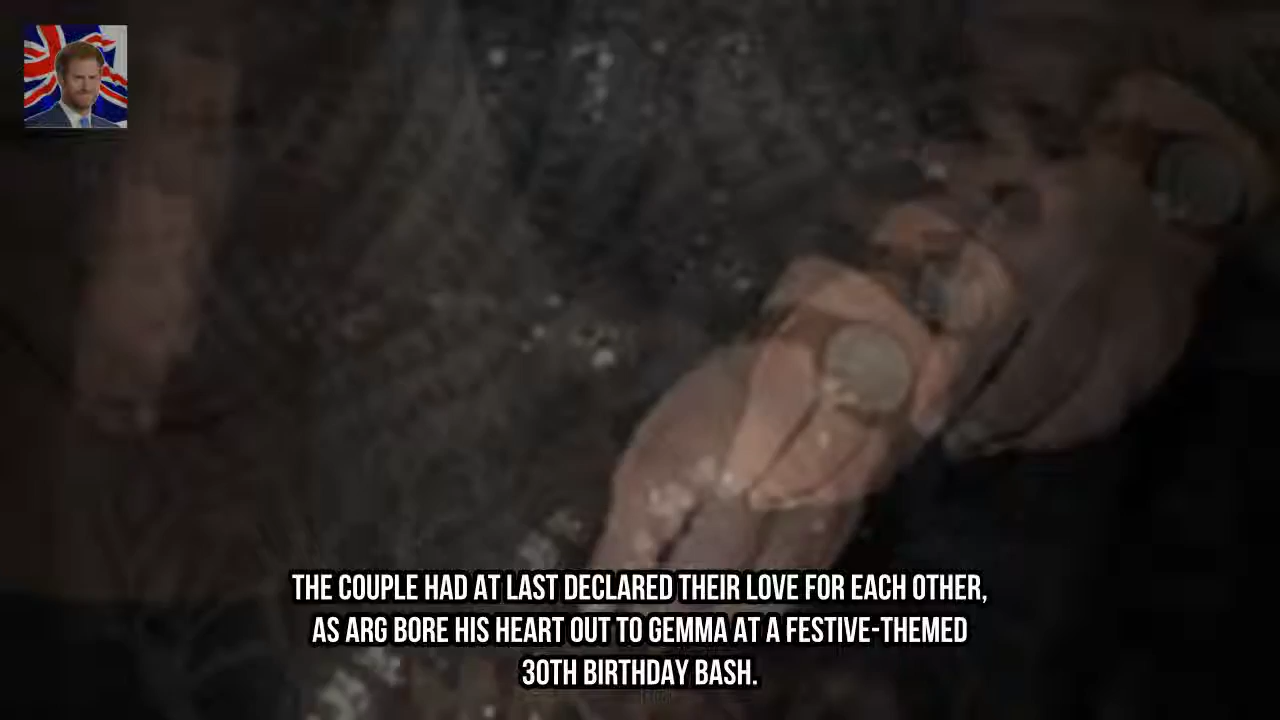 THE COUPLE HAD AT LAST DECLARED THEIR LOVE FOR EACH OTHER,
AS ARG BORE HIS HEART OUT TO GEMMA AT A FESTIVE-THEMED
30TH BIRTHDAY BASH.